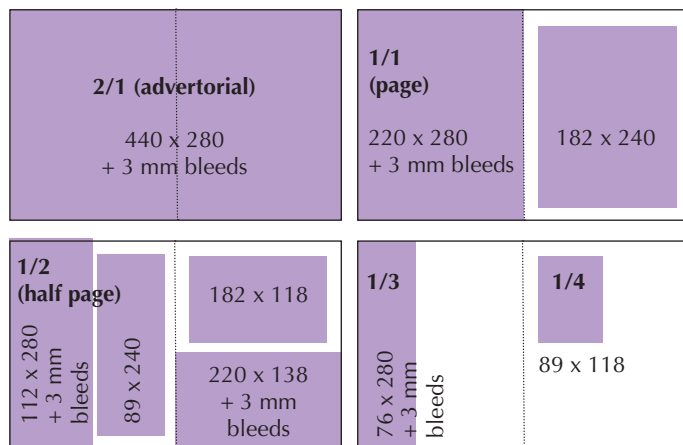 2/1 (advertorial)
440 x 280
+ 3 mm bleeds
1/1
(page)
220 x 280
+ 3 mm bleeds
182 x 240
1/2
(half page)
112 x 280
+ 3 mm
bleeds
89 x 240
182 x 118
220 x 138
+ 3 mm
bleeds
1/3
76 x 280
+ 3 mm
bleeds
1/4
89 x 118